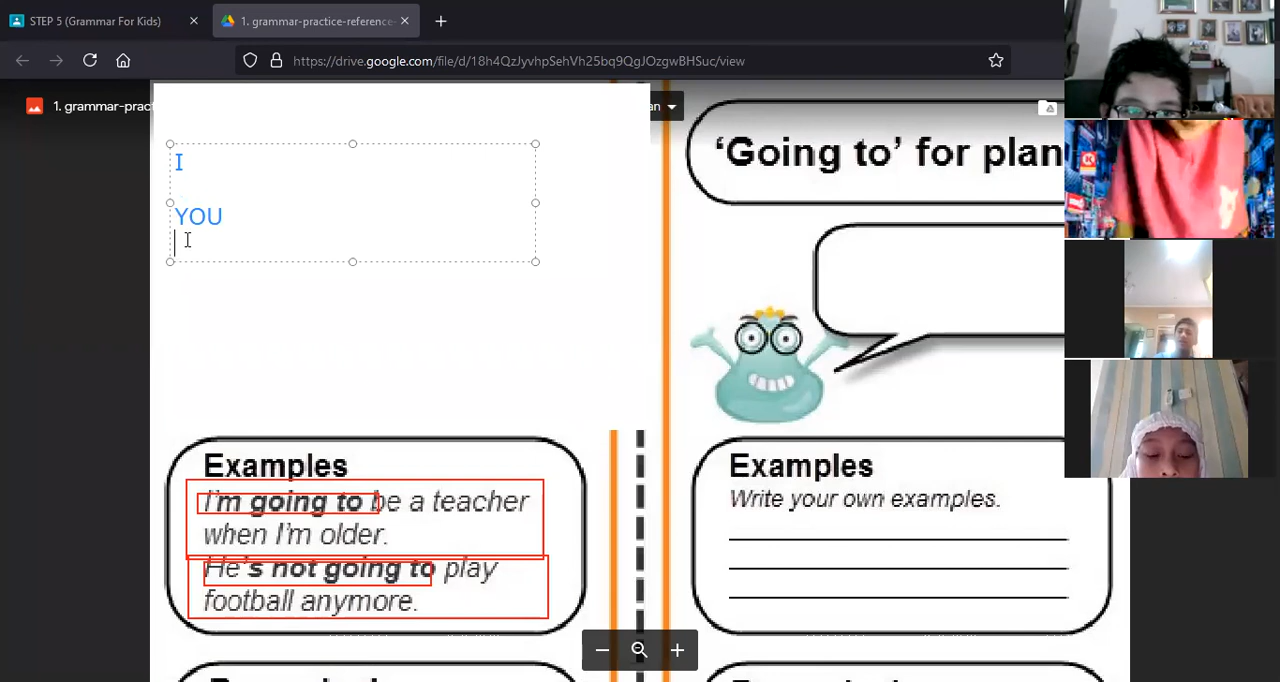 STEP 5 (Grammar For Kids)
1. grammar-practice-reference-
https://drive.google.com/file/d/18h4QzJyvhpSehVh25bq9QgJOzgwBHSuc/view
1. grammar-pract
an
I
YOU
'Going to' for plan
Examples
I'm going to be a teacher
when I'm older.
He's not going to play
football anymore.
Examples
Write your own examples.